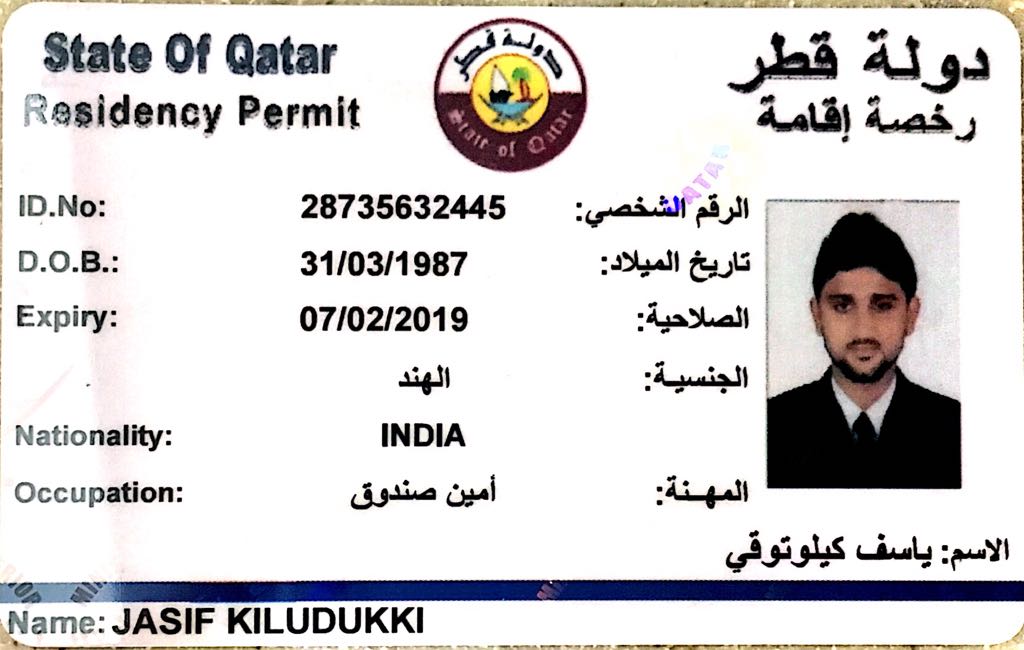 State Of Qatar
دولة قطر
Residency Permit
رخصة إقامة
دولة قطر
State of Qatar
QATAR
ID.No: 28735632445 الرقم الشخصي:
D.O.B.: 31/03/1987 تاريخ الميلاد:
Expiry: 07/02/2019 الصلاحية:
الهند الجنسية:
Nationality: INDIA
Occupation: أمين صندوق المهنة:
الاسم: ياسف كيلوتوقي
Name: JASIF KILUDUKKI